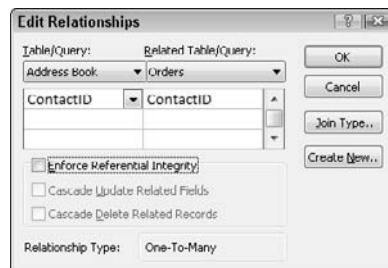 Edit Relationships
Table/Query: Related Table/Query:
Address Book Orders
ContactID ContactID
Enforce Referential Integrity
Cascade Update Related Fields
Cascade Delete Related Records
Relationship Type: One-To-Many
OK
Cancel
Join Type..
Create New..